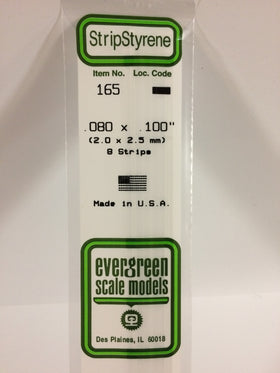 StripStyrene
Item No. Loc. Code
165
.080 x .100"
(2.0 x 2.5 mm)
8 Strips
Made in U.S.A.
evergreen
scale models
Des Plaines, IL 60018